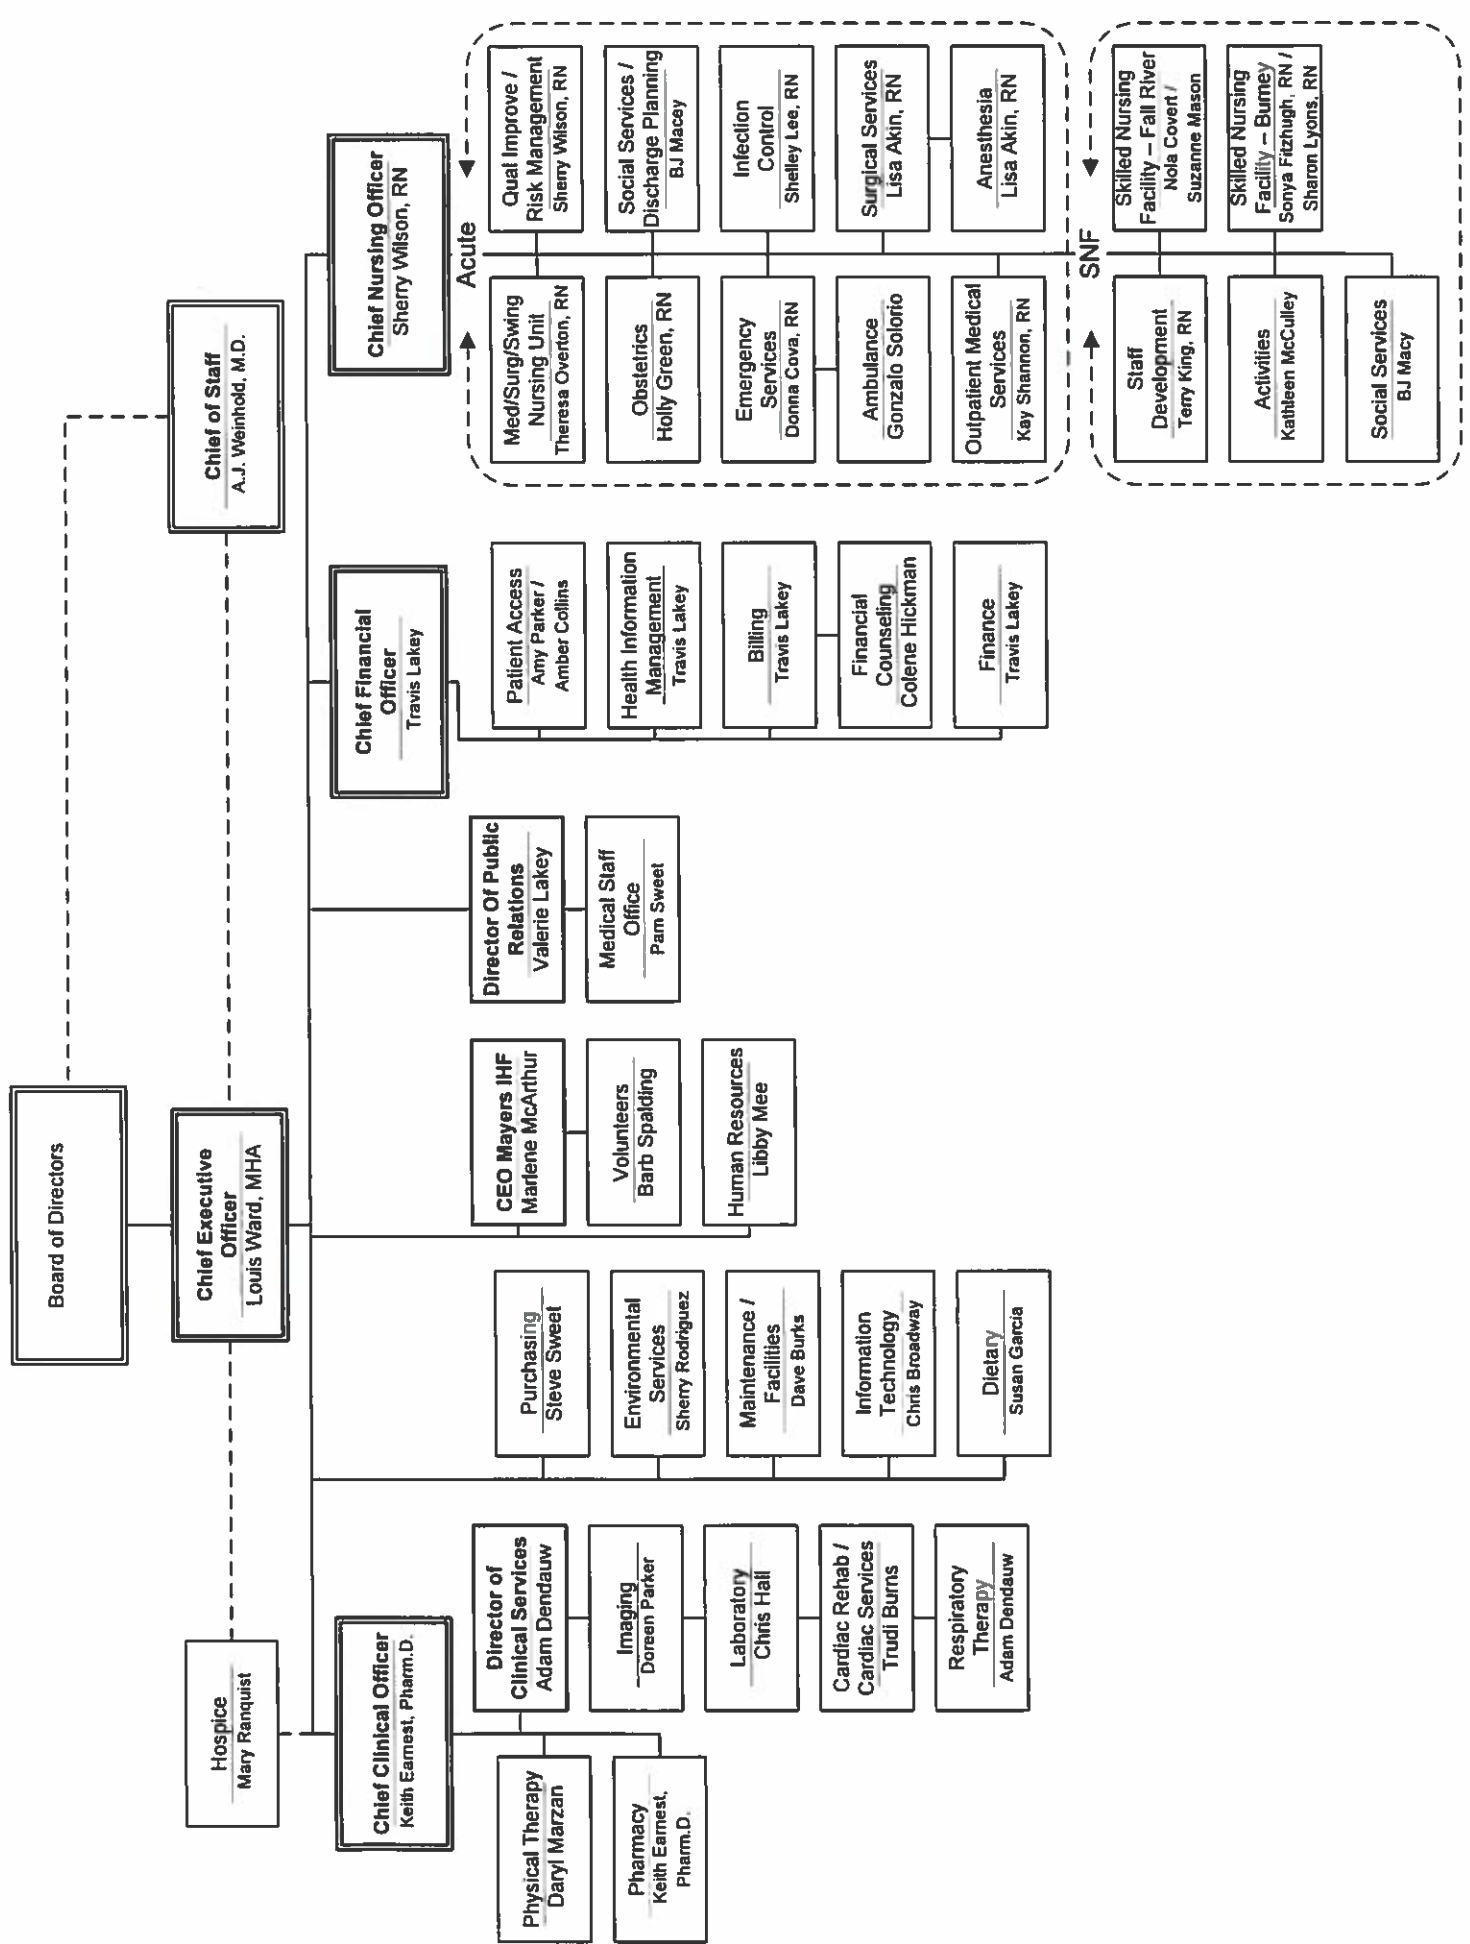 Board of Directors
Chief of Staff
A.J. Weinhold, M.D.
Chief Executive
Officer
Louis Ward, MHA
Hospice
Mary Ranquist
Chief Clinical Officer
Keith Earnest, Pharm.D.
Physical Therapy
Daryl Marzan
Pharmacy
Keith Earnest,
Pharm.D.
Director of
Clinical Services
Adam Dendauw
Imaging
Doreen Parker
Laboratory
Chris Hall
Cardiac Rehab /
Cardiac Services
Trudi Burns
Respiratory
Therapy
Adam Dendauw
Purchasing
Steve Sweet
Environmental
Services
Sherry Rodriguez
Maintenance /
Facilities
Dave Burks
Information
Technology
Chris Broadway
Dietary
Susan Garcia
CEO Mayers IHF
Marlene McArthur
Volunteers
Barb Spalding
Human Resources
Libby Mee
Director Of Public
Relations
Valerie Lakey
Medical Staff
Office
Pam Sweet
Chief Financial
Officer
Travis Lakey
Patient Access
Amy Parker /
Amber Collins
Health Information
Management
Travis Lakey
Billing
Travis Lakey
Financial
Counseling
Colene Hickman
Finance
Travis Lakey
Chief Nursing Officer
Sherry Wilson, RN
Acute
Med/Surg/Swing
Nursing Unit
Theresa Overton, RN
Obstetrics
Holly Green, RN
Emergency
Services
Donna Cova, RN
Ambulance
Gonzalo Solorio
Outpatient Medical
Services
Kay Shannon, RN
Qual Improve /
Risk Management
Sherry Wilson, RN
Social Services /
Discharge Planning
BJ Macey
Infection
Control
Shelley Lee, RN
Surgical Services
Lisa Akin, RN
Anesthesia
Lisa Akin, RN
SNF
Staff
Development
Terry King, RN
Activities
Kathleen McCulley
Social Services
BJ Macy
Skilled Nursing
Facility – Fall River
Nola Covert /
Suzanne Mason
Skilled Nursing
Facility – Burney
Sonya Fitzhugh, RN /
Sharon Lyons, RN